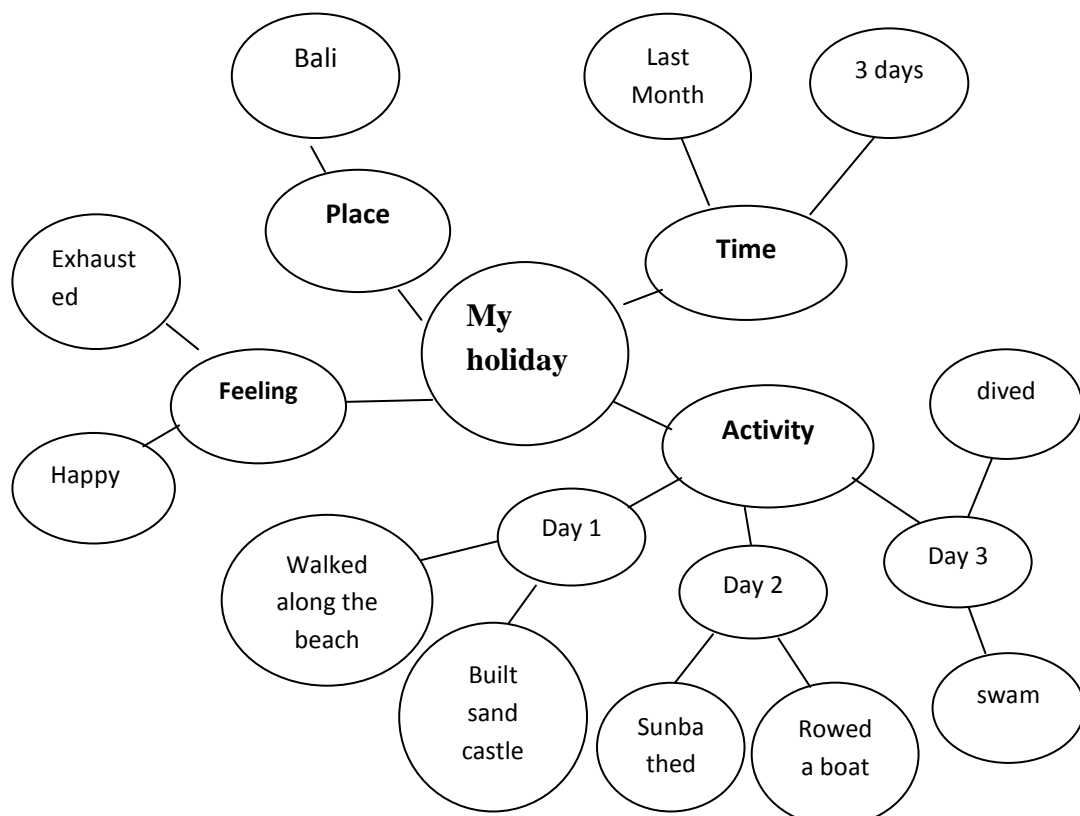 Bali
Last
Month
3 days
Place
Time
Exhaust
ed
My
holiday
Feeling
Happy
Activity
dived
Day 1
Day 2
Day 3
Walked
along the
beach
Built
sand
castle
Sunba
thed
Rowed
a boat
swam